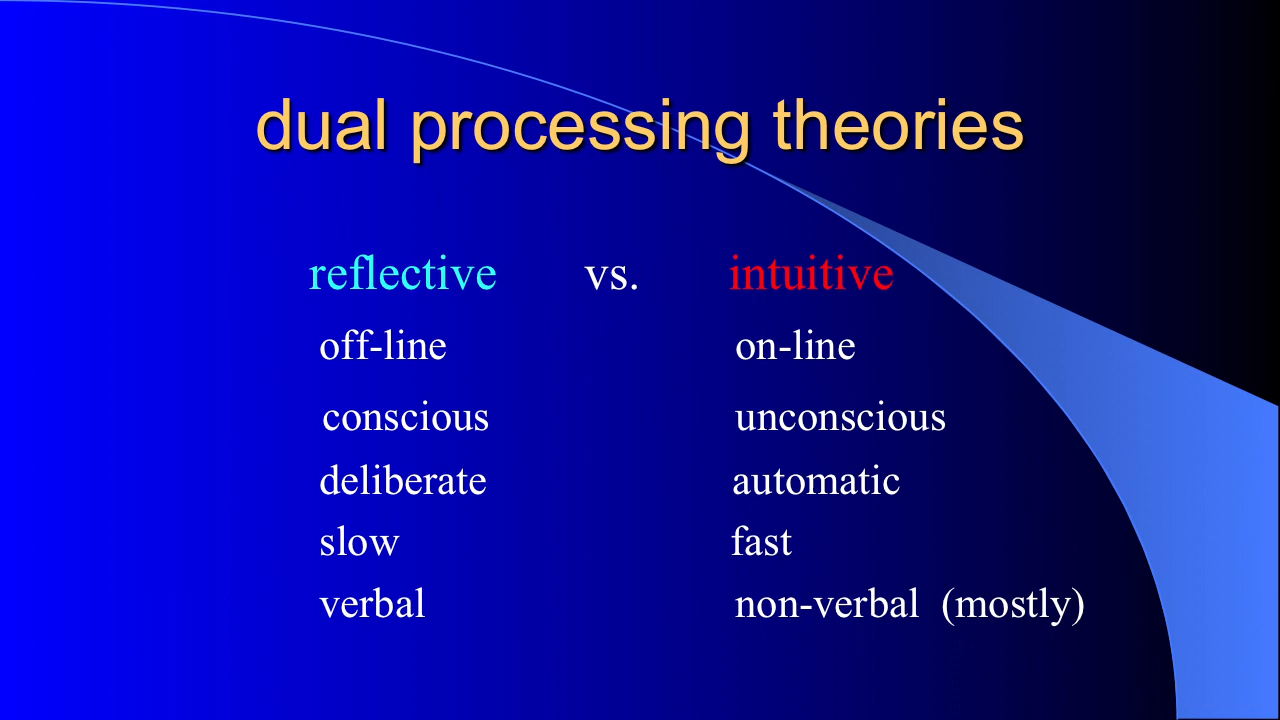 dual processing theories
reflective vs. intuitive
off-line on-line
conscious unconscious
deliberate automatic
slow fast
verbal non-verbal (mostly)